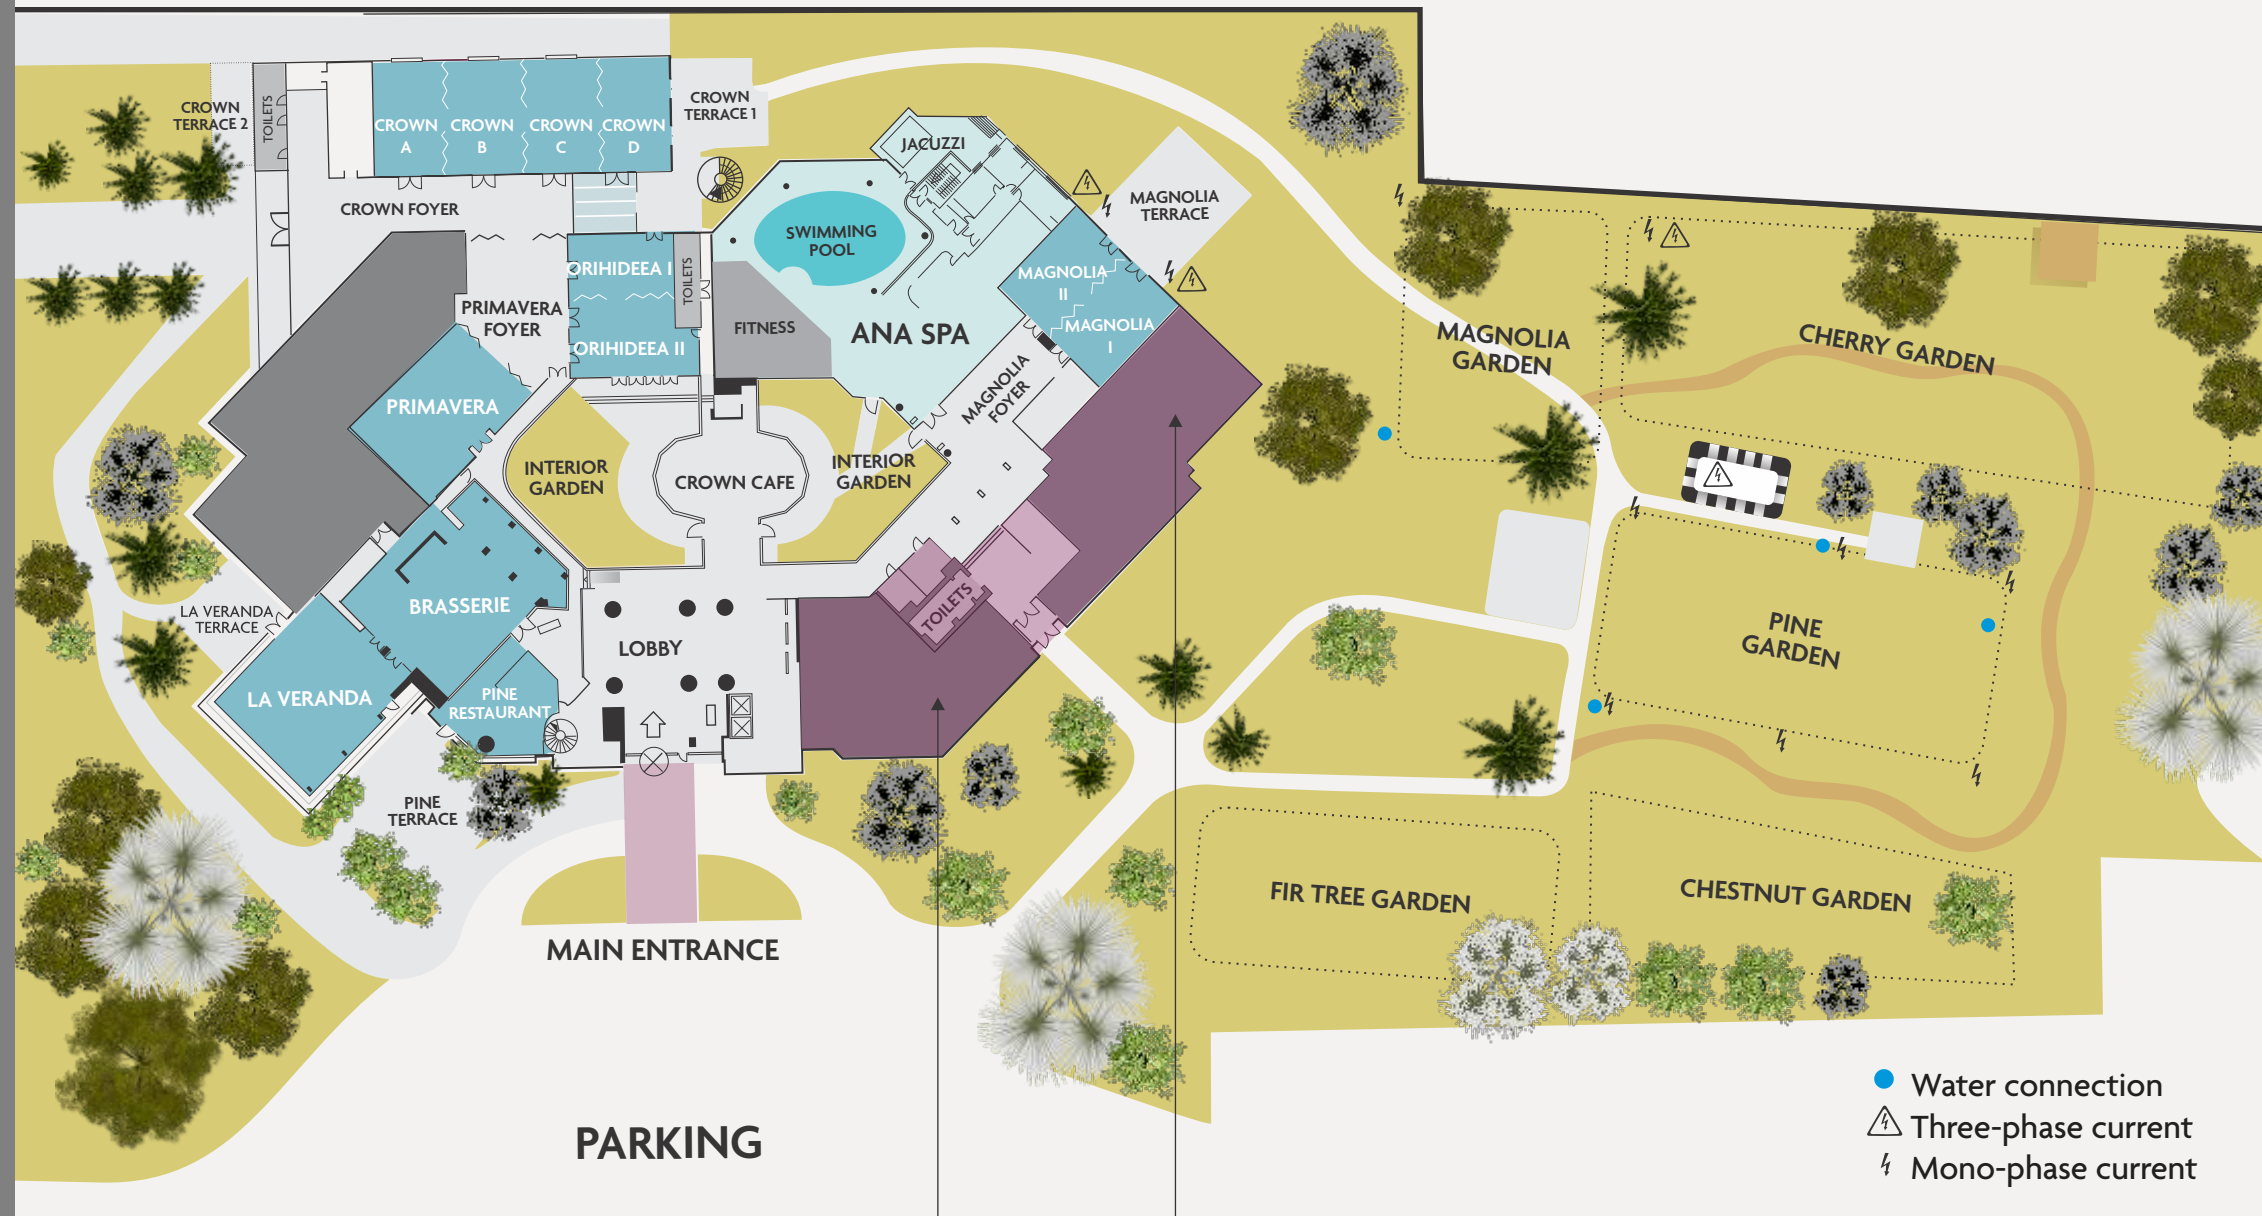 CROWN
TERRACE 2
TOILETS
CROWN
A
CROWN
B
CROWN
C
CROWN
D
CROWN
TERRACE 1
CROWN FOYER
JACUZZI
SWIMMING
POOL
MAGNOLIA
TERRACE
ORIHIDEEA I
TOILETS
MAGNOLIA
II
MAGNOLIA
I
PRIMAVERA
FOYER
ORIHIDEEA II
FITNESS
ANA SPA
MAGNOLIA
FOYER
MAGNOLIA
GARDEN
CHERRY GARDEN
PRIMAVERA
INTERIOR
GARDEN
CROWN CAFE
INTERIOR
GARDEN
BRASSERIE
TOILETS
LA VERANDA
TERRACE
LOBBY
PINE
GARDEN
LA VERANDA
PINE
RESTAURANT
PINE
TERRACE
FIR TREE GARDEN
CHESTNUT GARDEN
MAIN ENTRANCE
PARKING
Water connection
Three-phase current
Mono-phase current